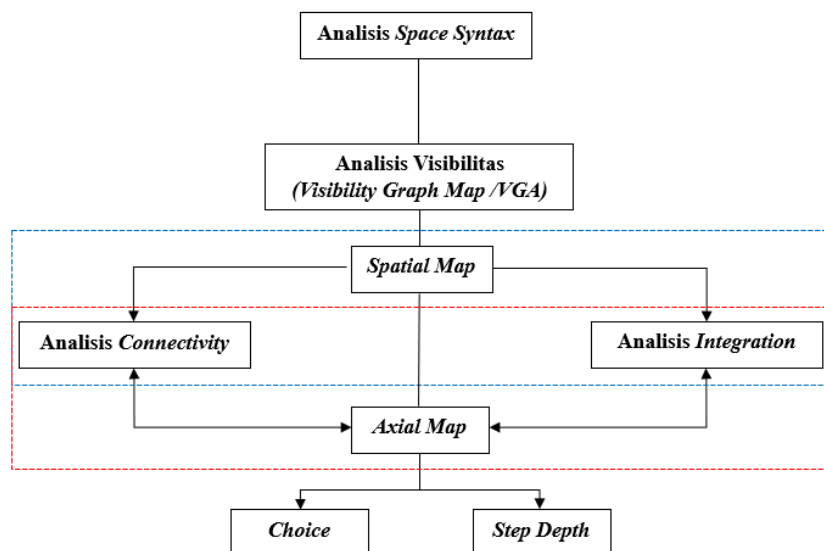 Analisis Space Syntax
Analisis Visibilitas
(Visibility Graph Map /VGA)
Spatial Map
Analisis Connectivity
Analisis Integration
Axial Map
Choice
Step Depth